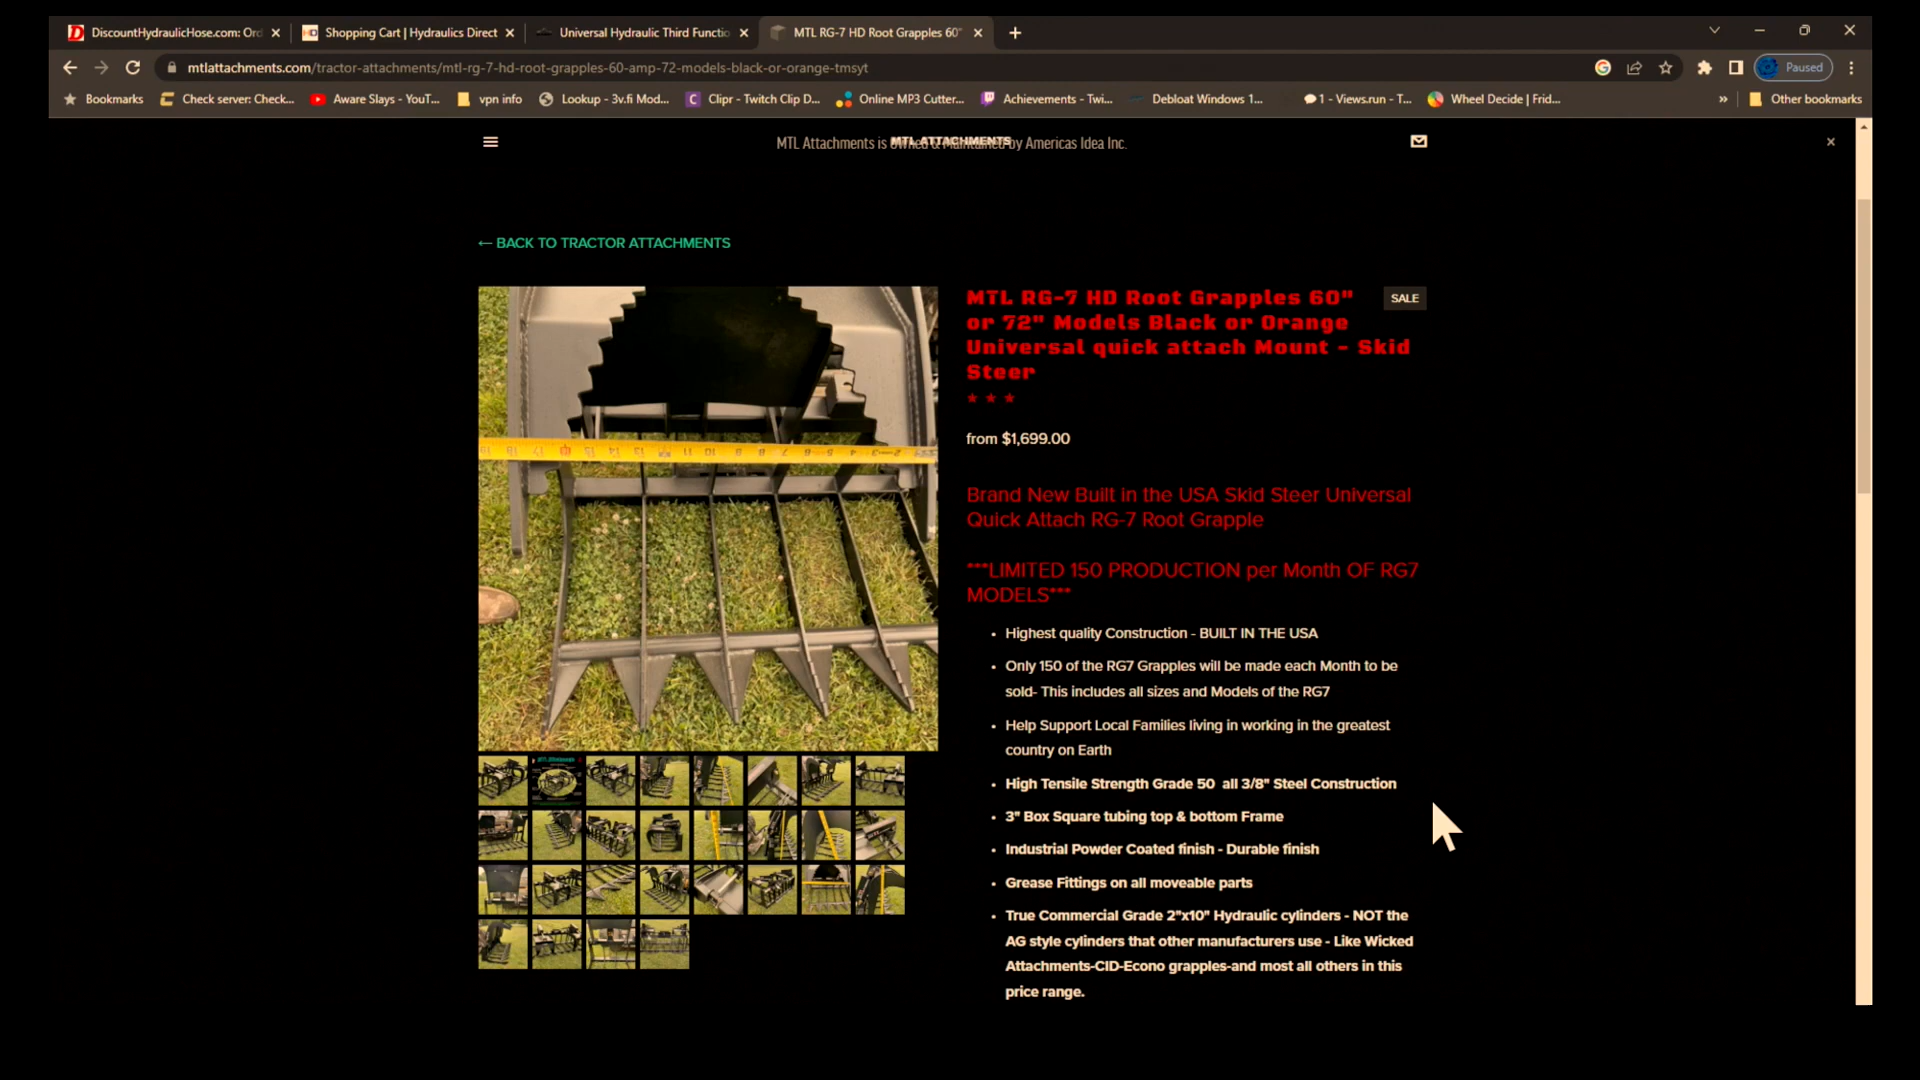 DiscountHydraulicHose.com: Ord
Shopping Cart | Hydraulics Direct
Universal Hydraulic Third Functio
MTL RG-7 HD Root Grapples 60"
mtlattachments.com/tractor-attachments/mtl-rg-7-hd-root-grapples-60-amp-72-models-black-or-orange-tmsyt
Paused
Bookmarks
Check server: Check...
Aware Slays - YouT...
vpn info
Lookup - 3v.fi Mod...
Clipr - Twitch Clip D...
Online MP3 Cutter...
Achievements - Twi...
Debloat Windows 1...
1 - Views.run - T...
Wheel Decide | Frid...
»
Other bookmarks
MTL Attachments is Owned & Maintained by Americas Idea Inc.
MTL ATTACHMENTS
← BACK TO TRACTOR ATTACHMENTS
MTL RG-7 HD Root Grapples 60"
or 72" Models Black or Orange
Universal quick attach Mount - Skid
Steer
SALE
* * *
from $1,699.00
Brand New Built in the USA Skid Steer Universal
Quick Attach RG-7 Root Grapple
***LIMITED 150 PRODUCTION per Month OF RG7
MODELS***
• Highest quality Construction - BUILT IN THE USA
• Only 150 of the RG7 Grapples will be made each Month to be
sold- This includes all sizes and Models of the RG7
• Help Support Local Families living in working in the greatest
country on Earth
• High Tensile Strength Grade 50 all 3/8" Steel Construction
• 3" Box Square tubing top & bottom Frame
• Industrial Powder Coated finish - Durable finish
• Grease Fittings on all moveable parts
• True Commercial Grade 2"x10" Hydraulic cylinders - NOT the
AG style cylinders that other manufacturers use - Like Wicked
Attachments-CID-Econo grapples-and most all others in this
price range.